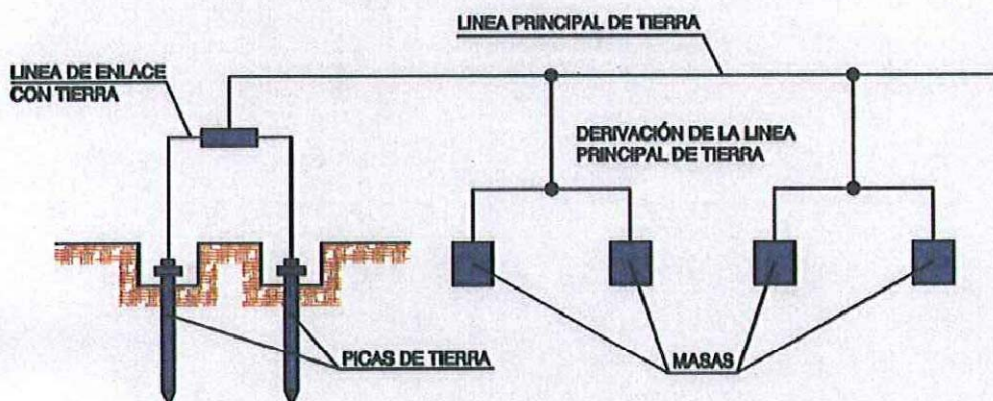 LINEA PRINCIPAL DE TIERRA
LINEA DE ENLACE
CON TIERRA
DERIVACIÓN DE LA LINEA
PRINCIPAL DE TIERRA
PICAS DE TIERRA
MASAS